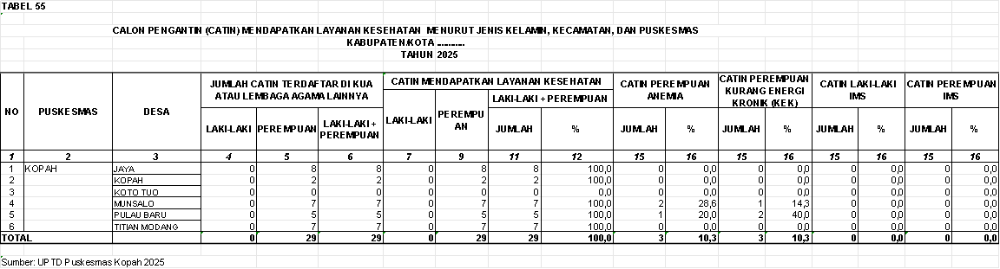 TABEL 55
CALON PENGANTIN (CATIN) MENDAPATKAN LAYANAN KESEHATAN MENURUT JENIS KELAMIN, KECAMATAN, DAN PUSKESMAS
KABUPATEN/KOTA ...........
TAHUN 2025
NO PUSKESMAS DESA
JUMLAH CATIN TERDAFTAR DI KUA ATAU LEMBAGA AGAMA LAINNYA
LAKI-LAKI PEREMPUAN LAKI-LAKI + PEREMPUAN
CATIN MENDAPATKAN LAYANAN KESEHATAN
LAKI-LAKI PEREMPUAN
LAKI-LAKI + PEREMPUAN
JUMLAH %
CATIN PEREMPUAN ANEMIA
JUMLAH %
CATIN PEREMPUAN KURANG ENERGI KRONIK (KEK)
JUMLAH %
CATIN LAKI-LAKI IMS
JUMLAH %
CATIN PEREMPUAN IMS
JUMLAH %
1 2 3 4 5 6 7 9 11 12 15 16 15 16 15 16 15 16
1 KOPAH JAYA 0 8 8 0 8 8 100,0 0 0,0 0 0,0 0 0,0 0 0,0
2 KOPAH 0 2 2 0 2 2 100,0 0 0,0 0 0,0 0 0,0 0 0,0
3 KOTO TUO 0 0 0 0 0 0 0,0 0 0,0 0 0,0 0 0,0 0 0,0
4 MUNSALO 0 7 7 0 7 7 100,0 2 28,6 1 14,3 0 0,0 0 0,0
5 PULAU BARU 0 5 5 0 5 5 100,0 1 20,0 2 40,0 0 0,0 0 0,0
6 TITIAN MODANG 0 7 7 0 7 7 100,0 0 0,0 0 0,0 0 0,0 0 0,0
TOTAL 0 29 29 0 29 29 100,0 3 10,3 3 10,3 0 0,0 0 0,0
Sumber: UPTD Puskesmas Kopah 2025